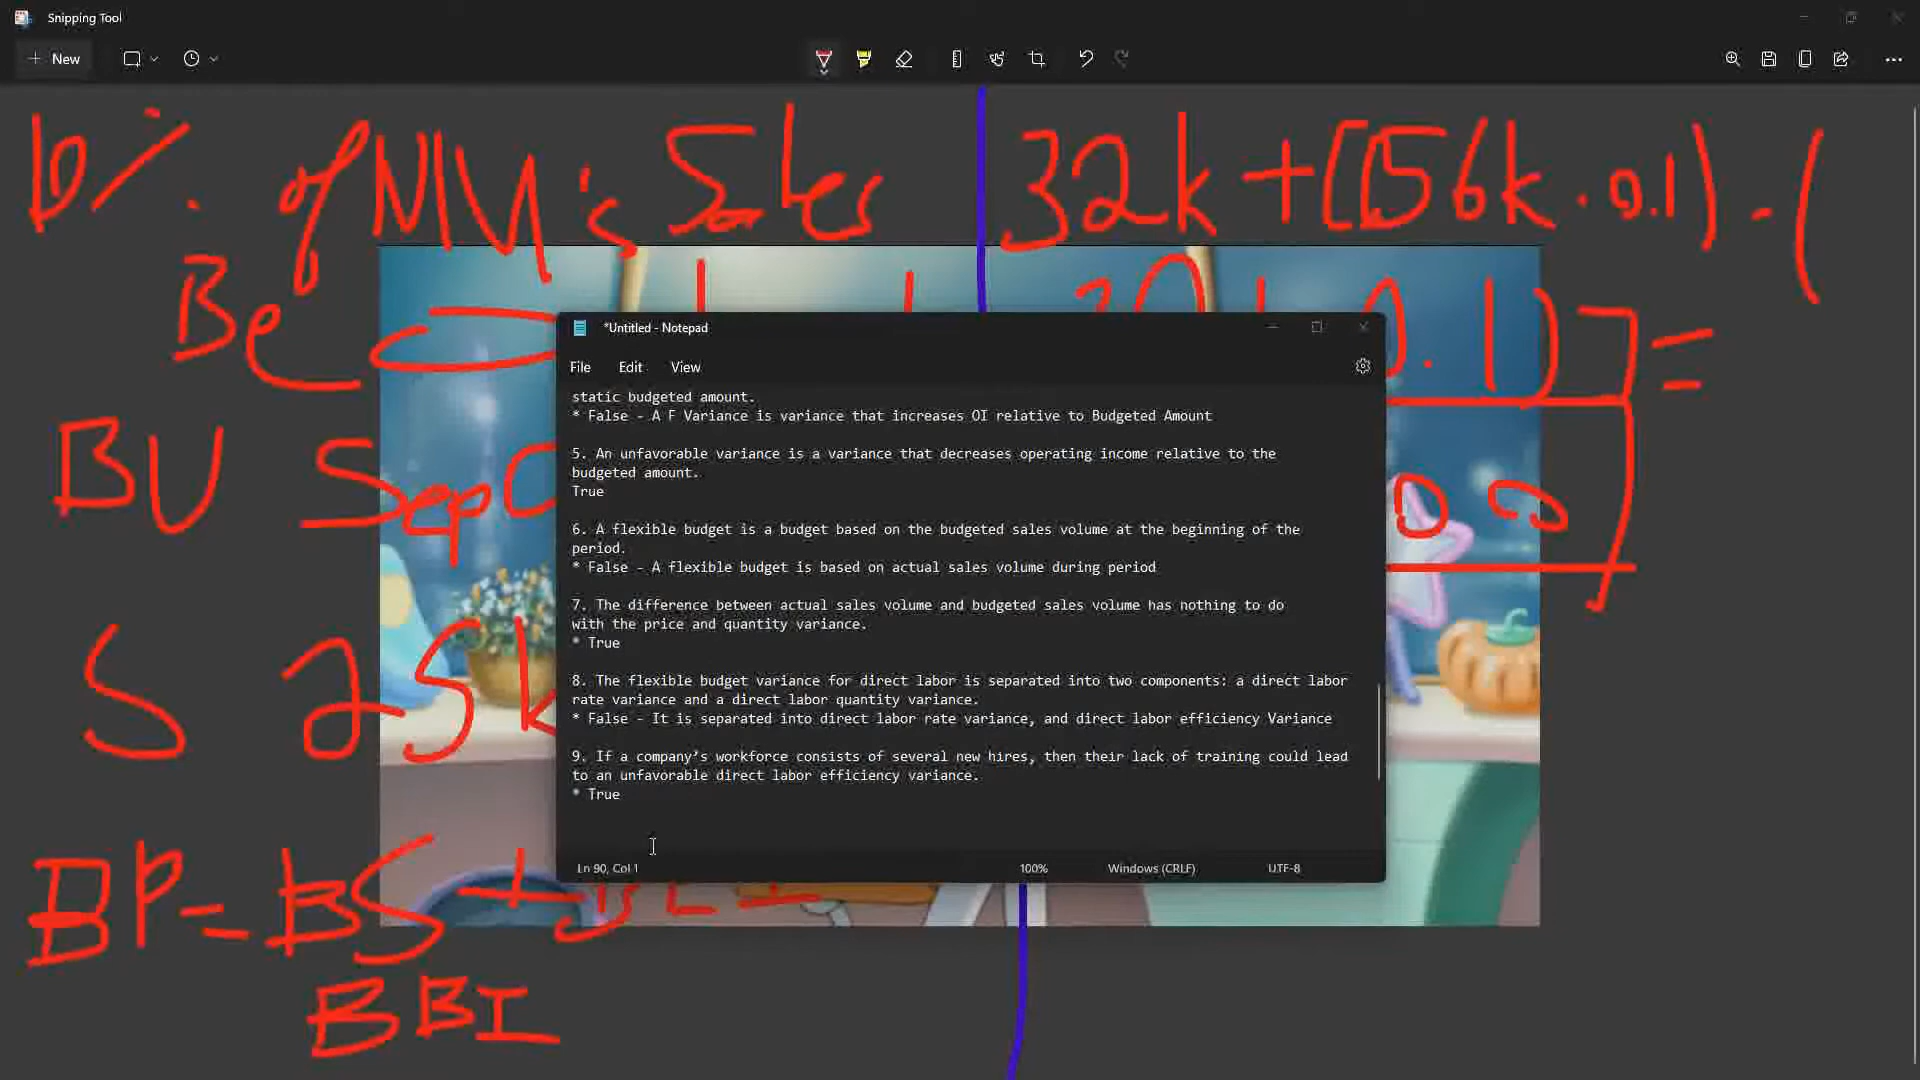 Snipping Tool
New
10% of NM's Sales
32k + [(56k · 0.1) - (
Be
0.1)] =
*Untitled - Notepad
File Edit View
static budgeted amount.
* False - A F Variance is variance that increases OI relative to Budgeted Amount
5. An unfavorable variance is a variance that decreases operating income relative to the
budgeted amount.
True
6. A flexible budget is a budget based on the budgeted sales volume at the beginning of the
period.
* False - A flexible budget is based on actual sales volume during period
7. The difference between actual sales volume and budgeted sales volume has nothing to do
with the price and quantity variance.
* True
8. The flexible budget variance for direct labor is separated into two components: a direct labor
rate variance and a direct labor quantity variance.
* False - It is separated into direct labor rate variance, and direct labor efficiency Variance
9. If a company’s workforce consists of several new hires, then their lack of training could lead
to an unfavorable direct labor efficiency variance.
* True
Ln 90, Col 1 100% Windows (CRLF) UTF-8
BU Sep
S 25k
BP = BS +
BBI